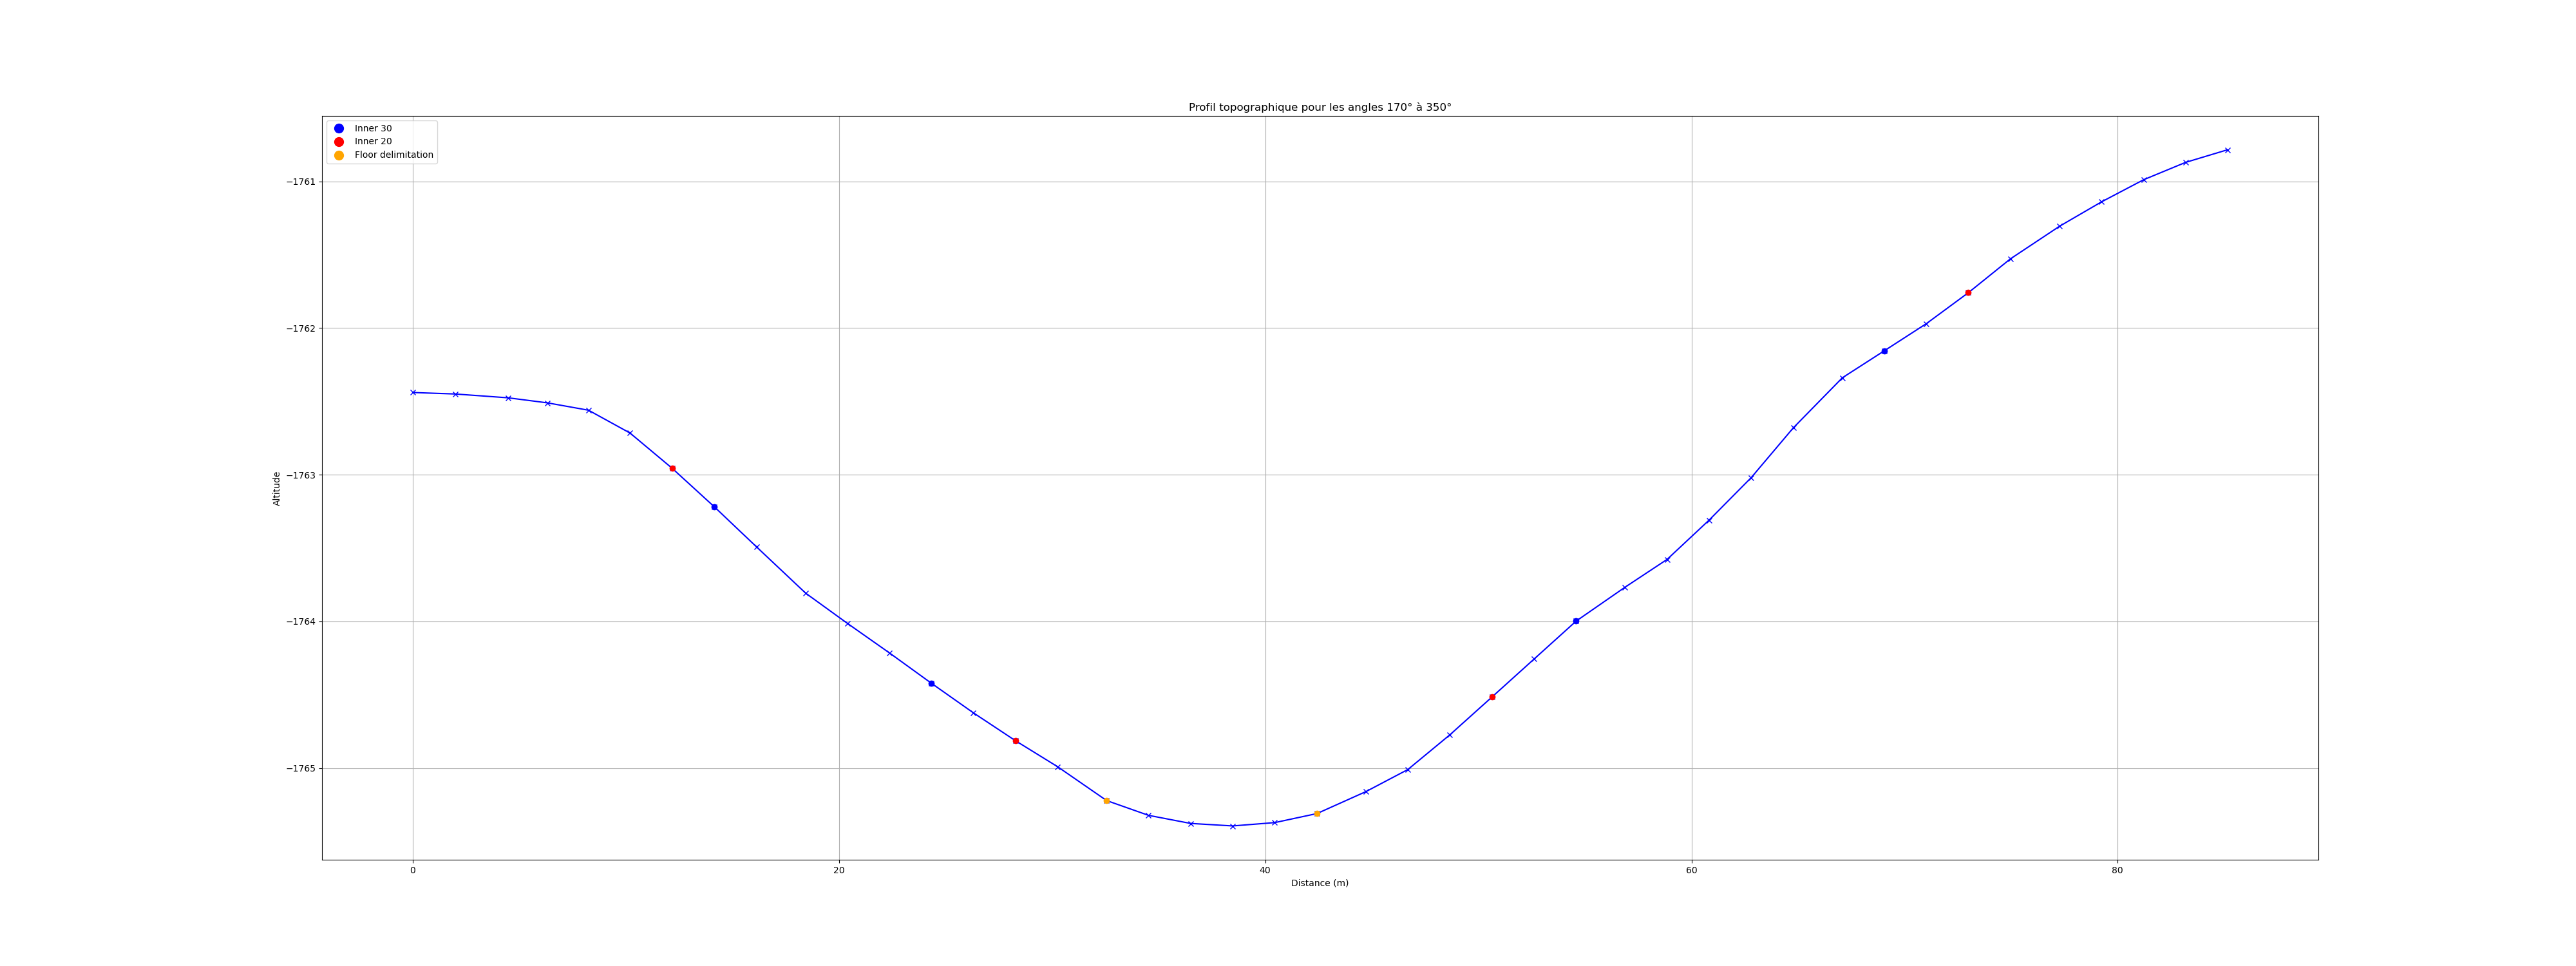 Profil topographique pour les angles 170° à 350°
Inner 30
Inner 20
Floor delimitation
−1761
−1762
−1763
−1764
−1765
Altitude
0 20 40 60 80
Distance (m)